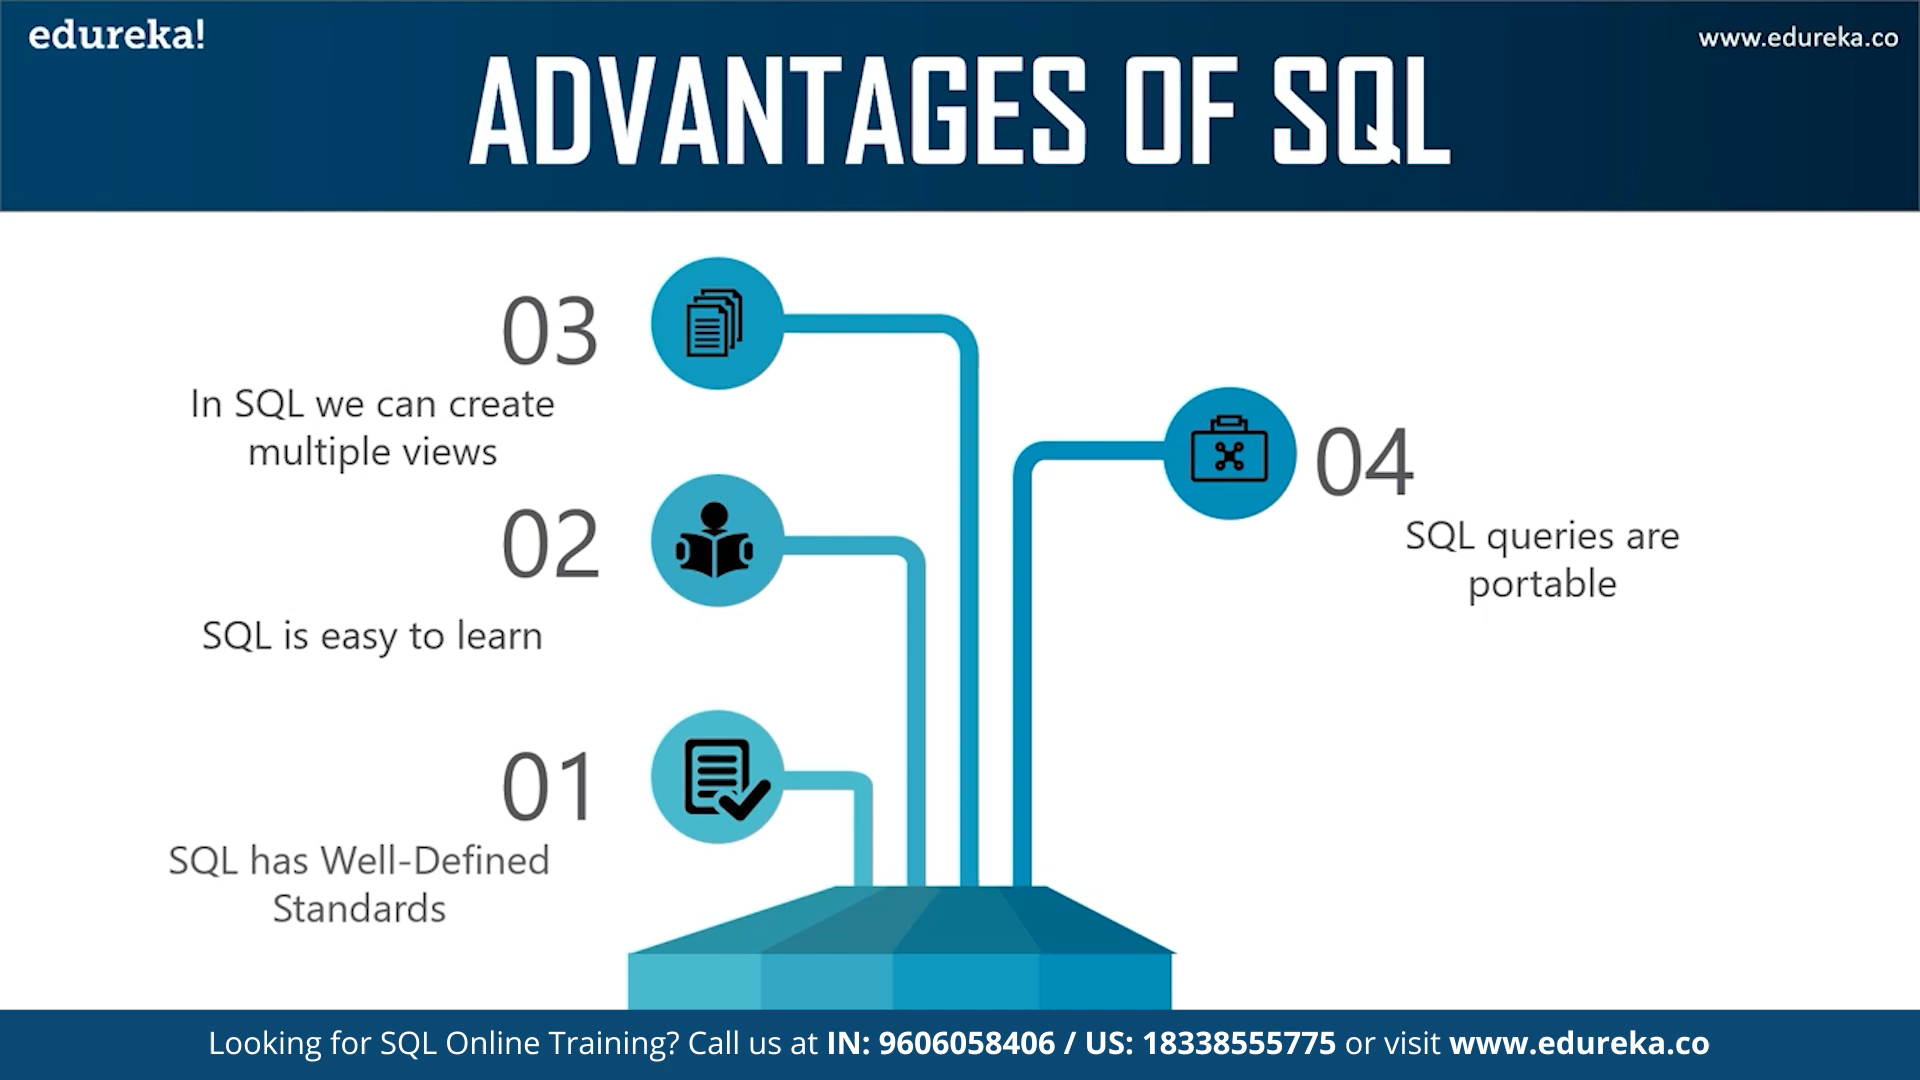 edureka!
www.edureka.co
ADVANTAGES OF SQL
03
In SQL we can create
multiple views
04
SQL queries are
portable
02
SQL is easy to learn
01
SQL has Well-Defined
Standards
Looking for SQL Online Training? Call us at IN: 9606058406 / US: 18338555775 or visit www.edureka.co